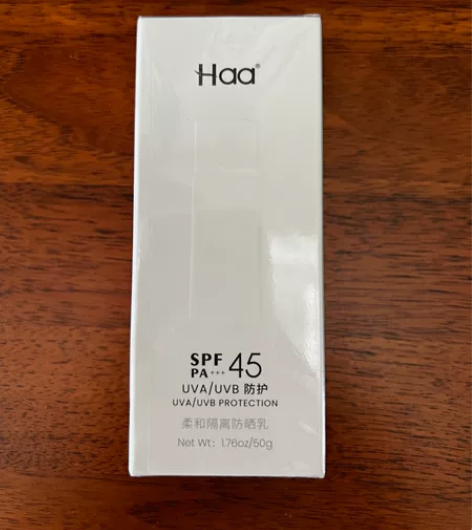 Haa®
SPF 45
PA+++
UVA/UVB 防护
UVA/UVB PROTECTION
柔和隔离防晒乳
Net Wt: 1.76oz/50g